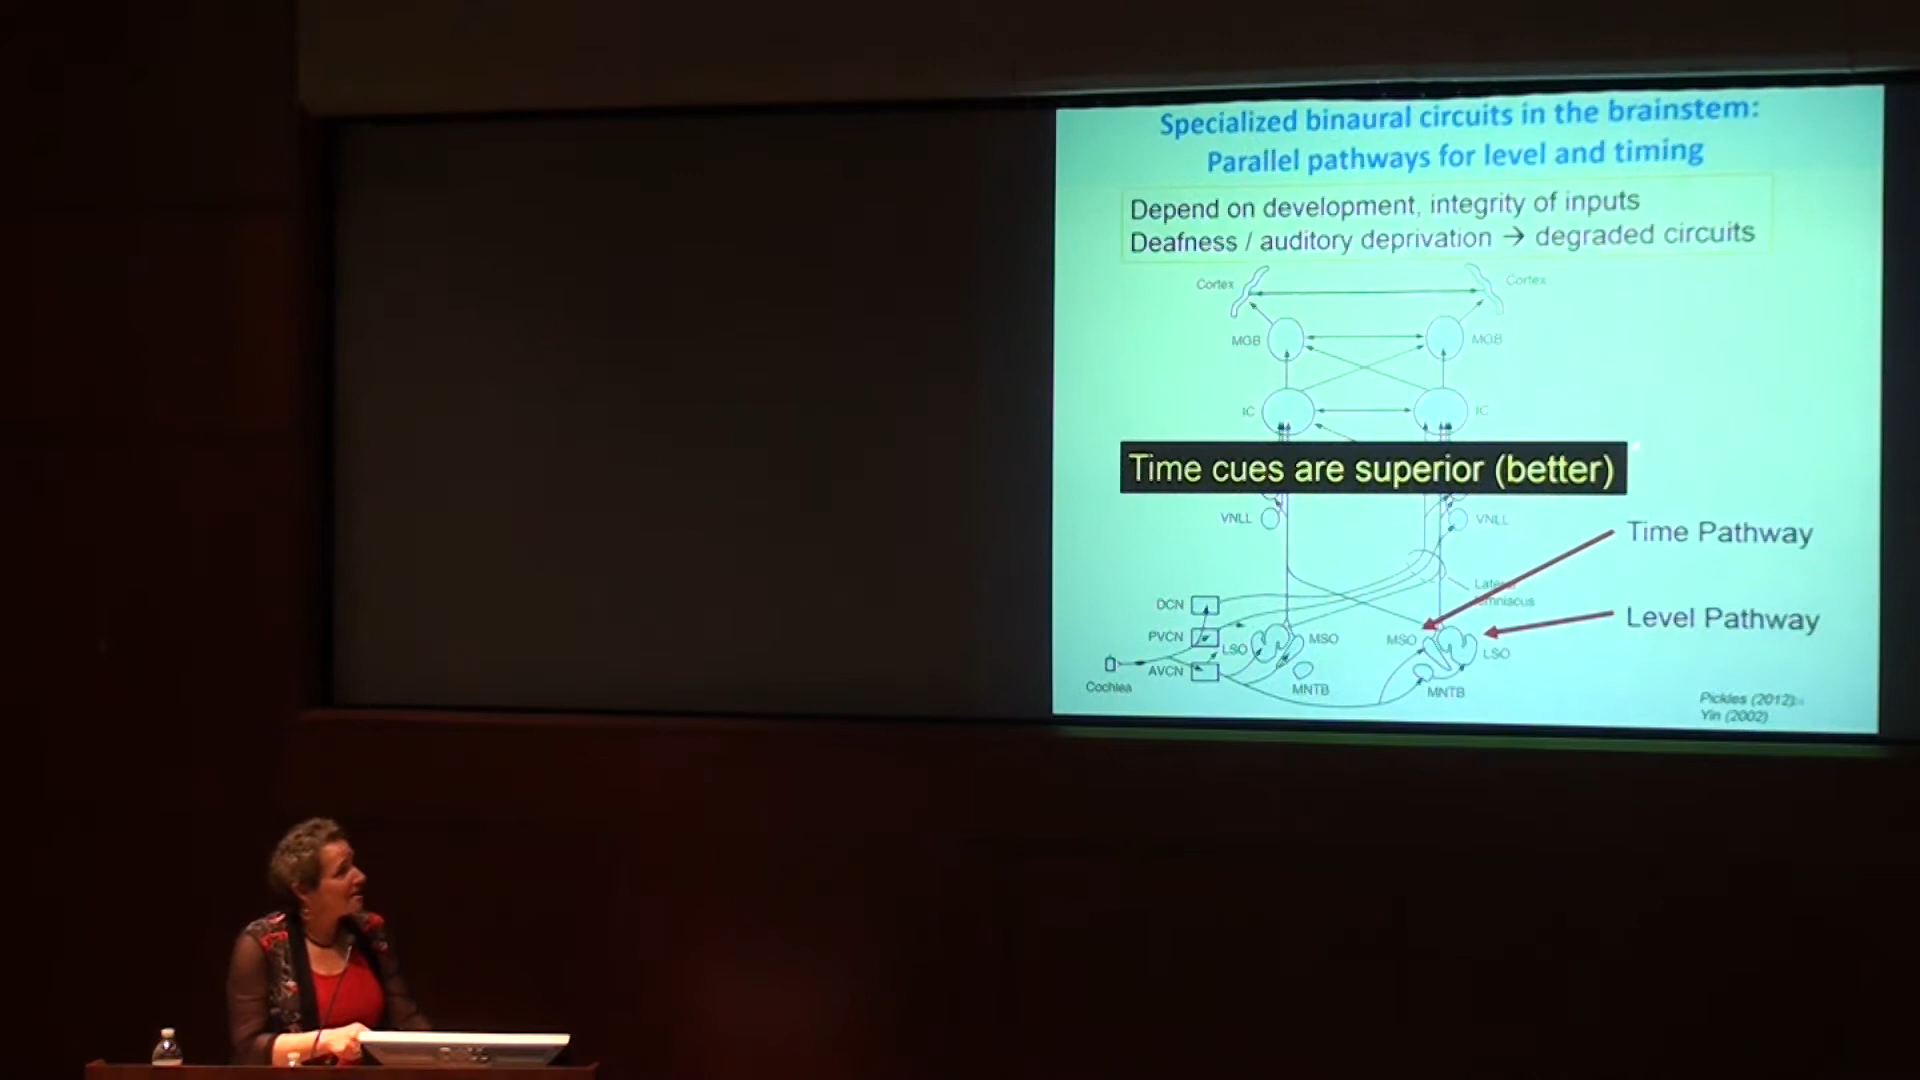 Specialized binaural circuits in the brainstem:
Parallel pathways for level and timing
Depend on development, integrity of inputs
Deafness / auditory deprivation → degraded circuits
Cortex
Cortex
MGB
MGB
IC
IC
Time cues are superior (better)
VNLL
VNLL
Time Pathway
DCN
PVCN
LSO
MSO
MSO
LSO
Level Pathway
Cochlea
AVCN
MNTB
MNTB
Pickles (2012);
Yin (2002)